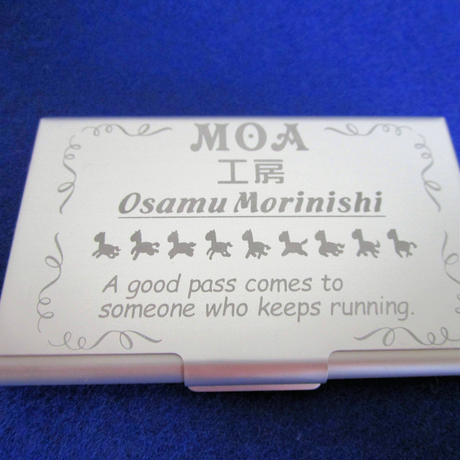 MOA
工房
Osamu Morinishi
A good pass comes to
someone who keeps running.